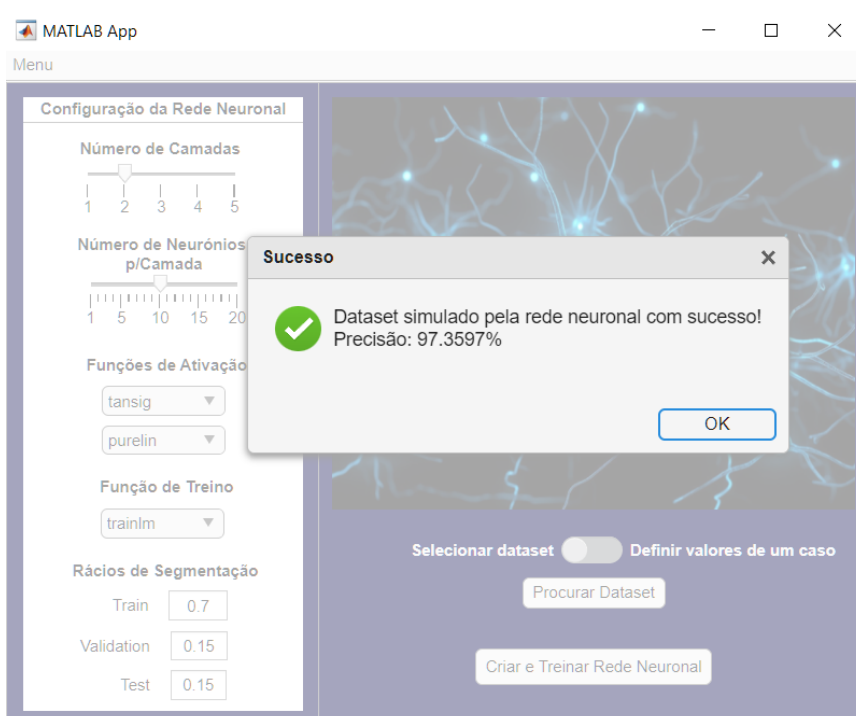 MATLAB App
Menu
Configuração da Rede Neuronal
Número de Camadas
1 2 3 4 5
Número de Neurónios
p/Camada
1 5 10 15 20
Funções de Ativação
tansig
purelin
Função de Treino
trainlm
Rácios de Segmentação
Train 0.7
Validation 0.15
Test 0.15
Sucesso
Dataset simulado pela rede neuronal com sucesso!
Precisão: 97.3597%
OK
Selecionar dataset Definir valores de um caso
Procurar Dataset
Criar e Treinar Rede Neuronal